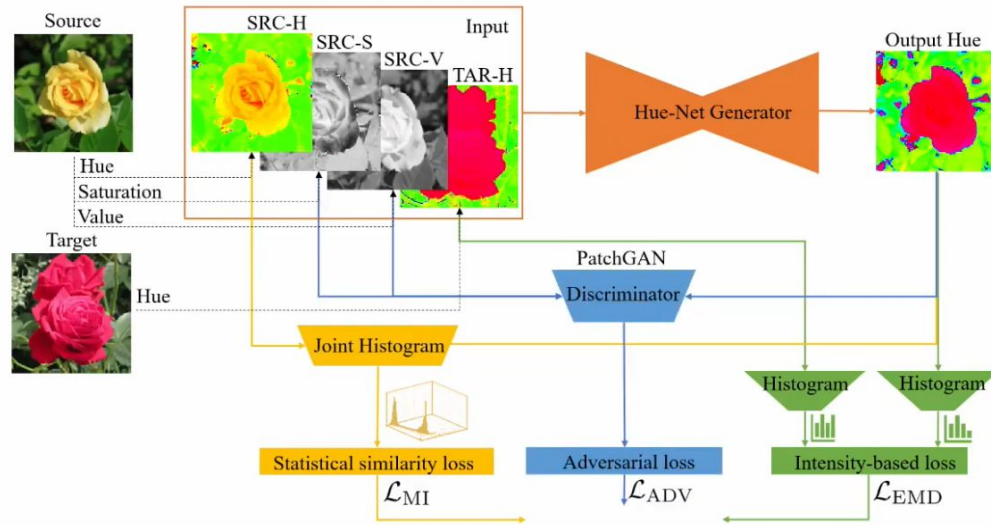 Source
SRC-H
Input
SRC-S
SRC-V
TAR-H
Output Hue
Hue-Net Generator
Hue
Saturation
Value
Target
PatchGAN
Hue
Discriminator
Joint Histogram
Histogram
Histogram
Statistical similarity loss
Adversarial loss
Intensity-based loss
ℒMI
ℒADV
ℒEMD